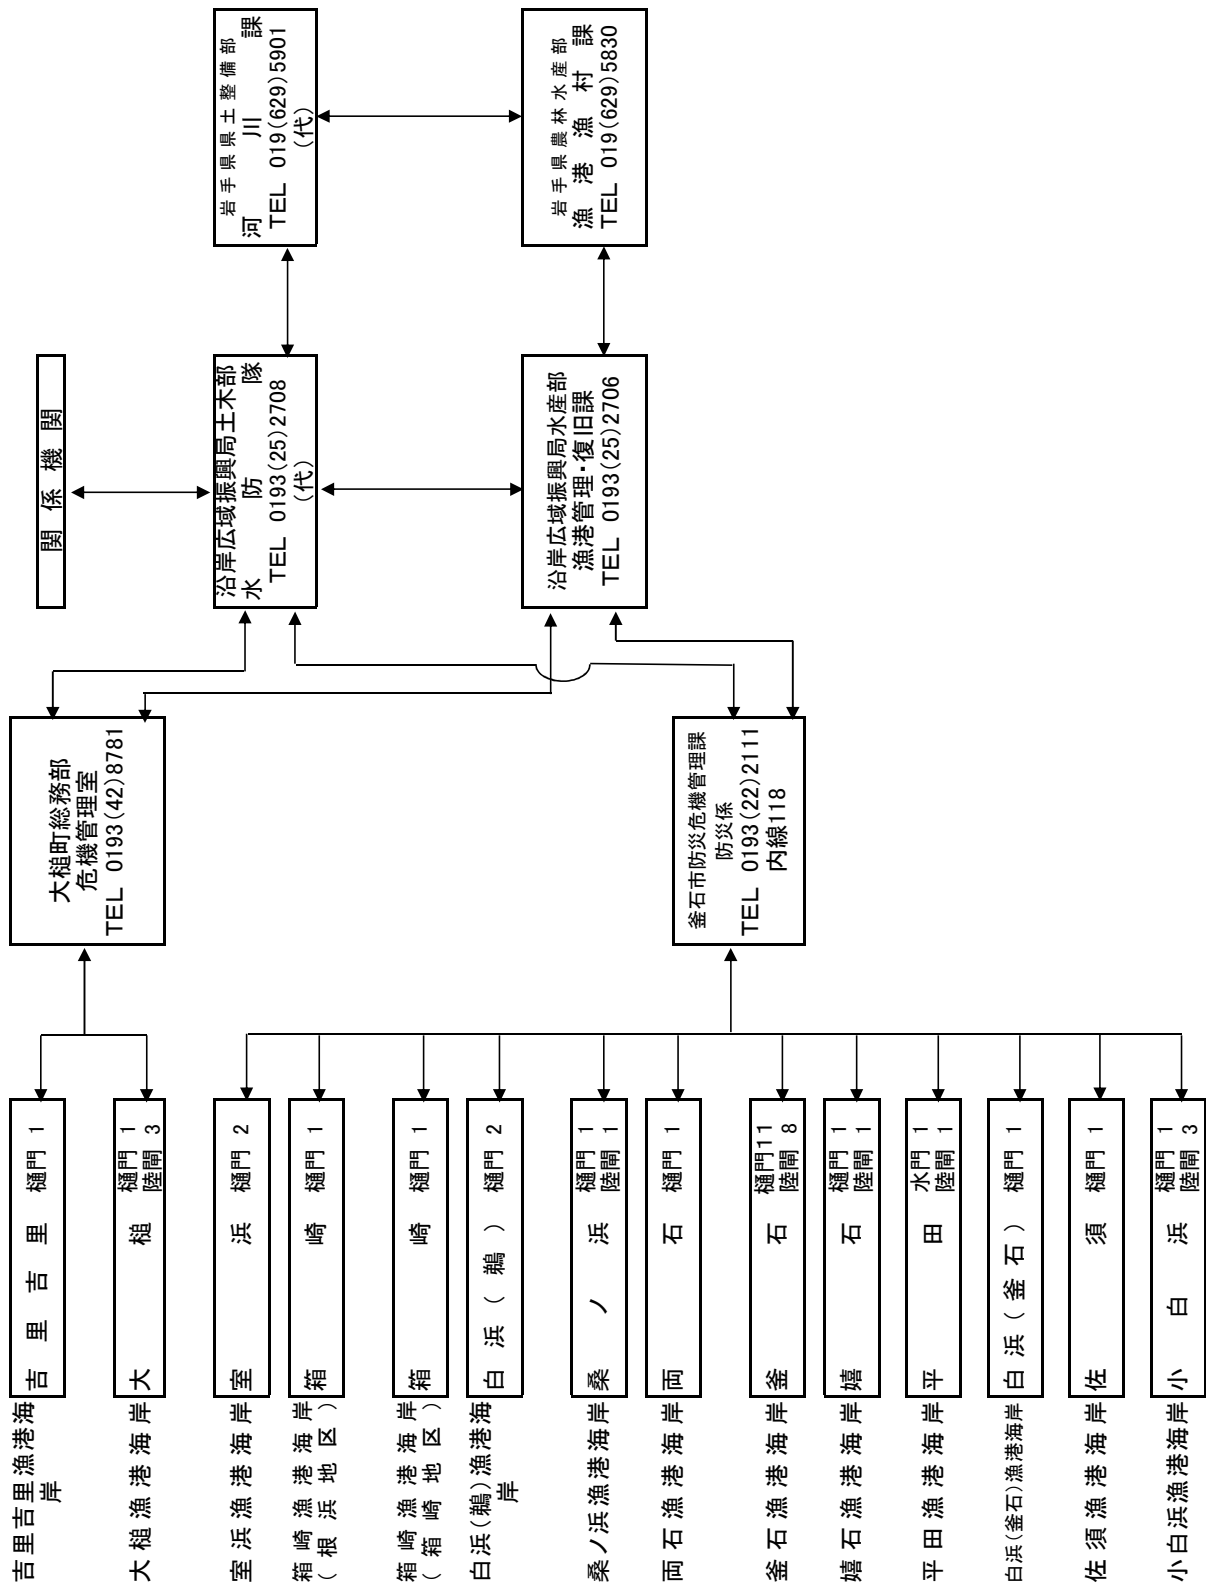 関係機関
岩手県県土整備部
河川課
TEL 019(629)5901
(代)
岩手県農林水産部
漁港漁村課
TEL 019(629)5830
沿岸広域振興局土木部
水防隊
TEL 0193(25)2708
(代)
沿岸広域振興局水産部
漁港管理・復旧課
TEL 0193(25)2706
大槌町総務部
危機管理室
TEL 0193(42)8781
釜石市防災危機管理課
防災係
TEL 0193(22)2111
内線118
吉里吉里漁港海
岸
吉里吉里 樋門 1
大槌漁港海岸
大槌 樋門 1
陸閘 3
室浜漁港海岸
室浜 樋門 2
箱崎漁港海岸
(根浜地区)
箱崎 樋門 1
箱崎漁港海岸
(箱崎地区)
箱崎 樋門 1
白浜(鵜)漁港海
岸
白浜(鵜) 樋門 2
桑ノ浜漁港海岸
桑ノ浜 樋門 1
陸閘 1
両石漁港海岸
両石 樋門 1
釜石漁港海岸
釜石 樋門11
陸閘 8
嬉石漁港海岸
嬉石 樋門 1
陸閘 1
平田漁港海岸
平田 水門 1
陸閘 1
白浜(釜石)漁港海岸
白浜(釜石) 樋門 1
佐須漁港海岸
佐須 樋門 1
小白浜漁港海岸
小白浜 樋門 1
陸閘 3